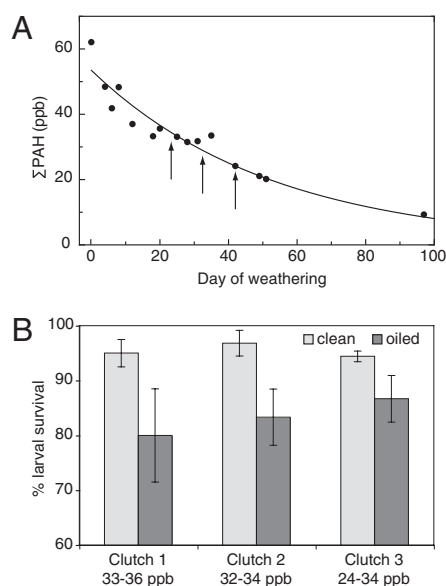 A
60
40
20
0
ΣPAH (ppb)
0 20 40 60 80 100
Day of weathering
B
100
90
80
70
60
% larval survival
clean oiled
Clutch 1 Clutch 2 Clutch 3
33-36 ppb 32-34 ppb 24-34 ppb